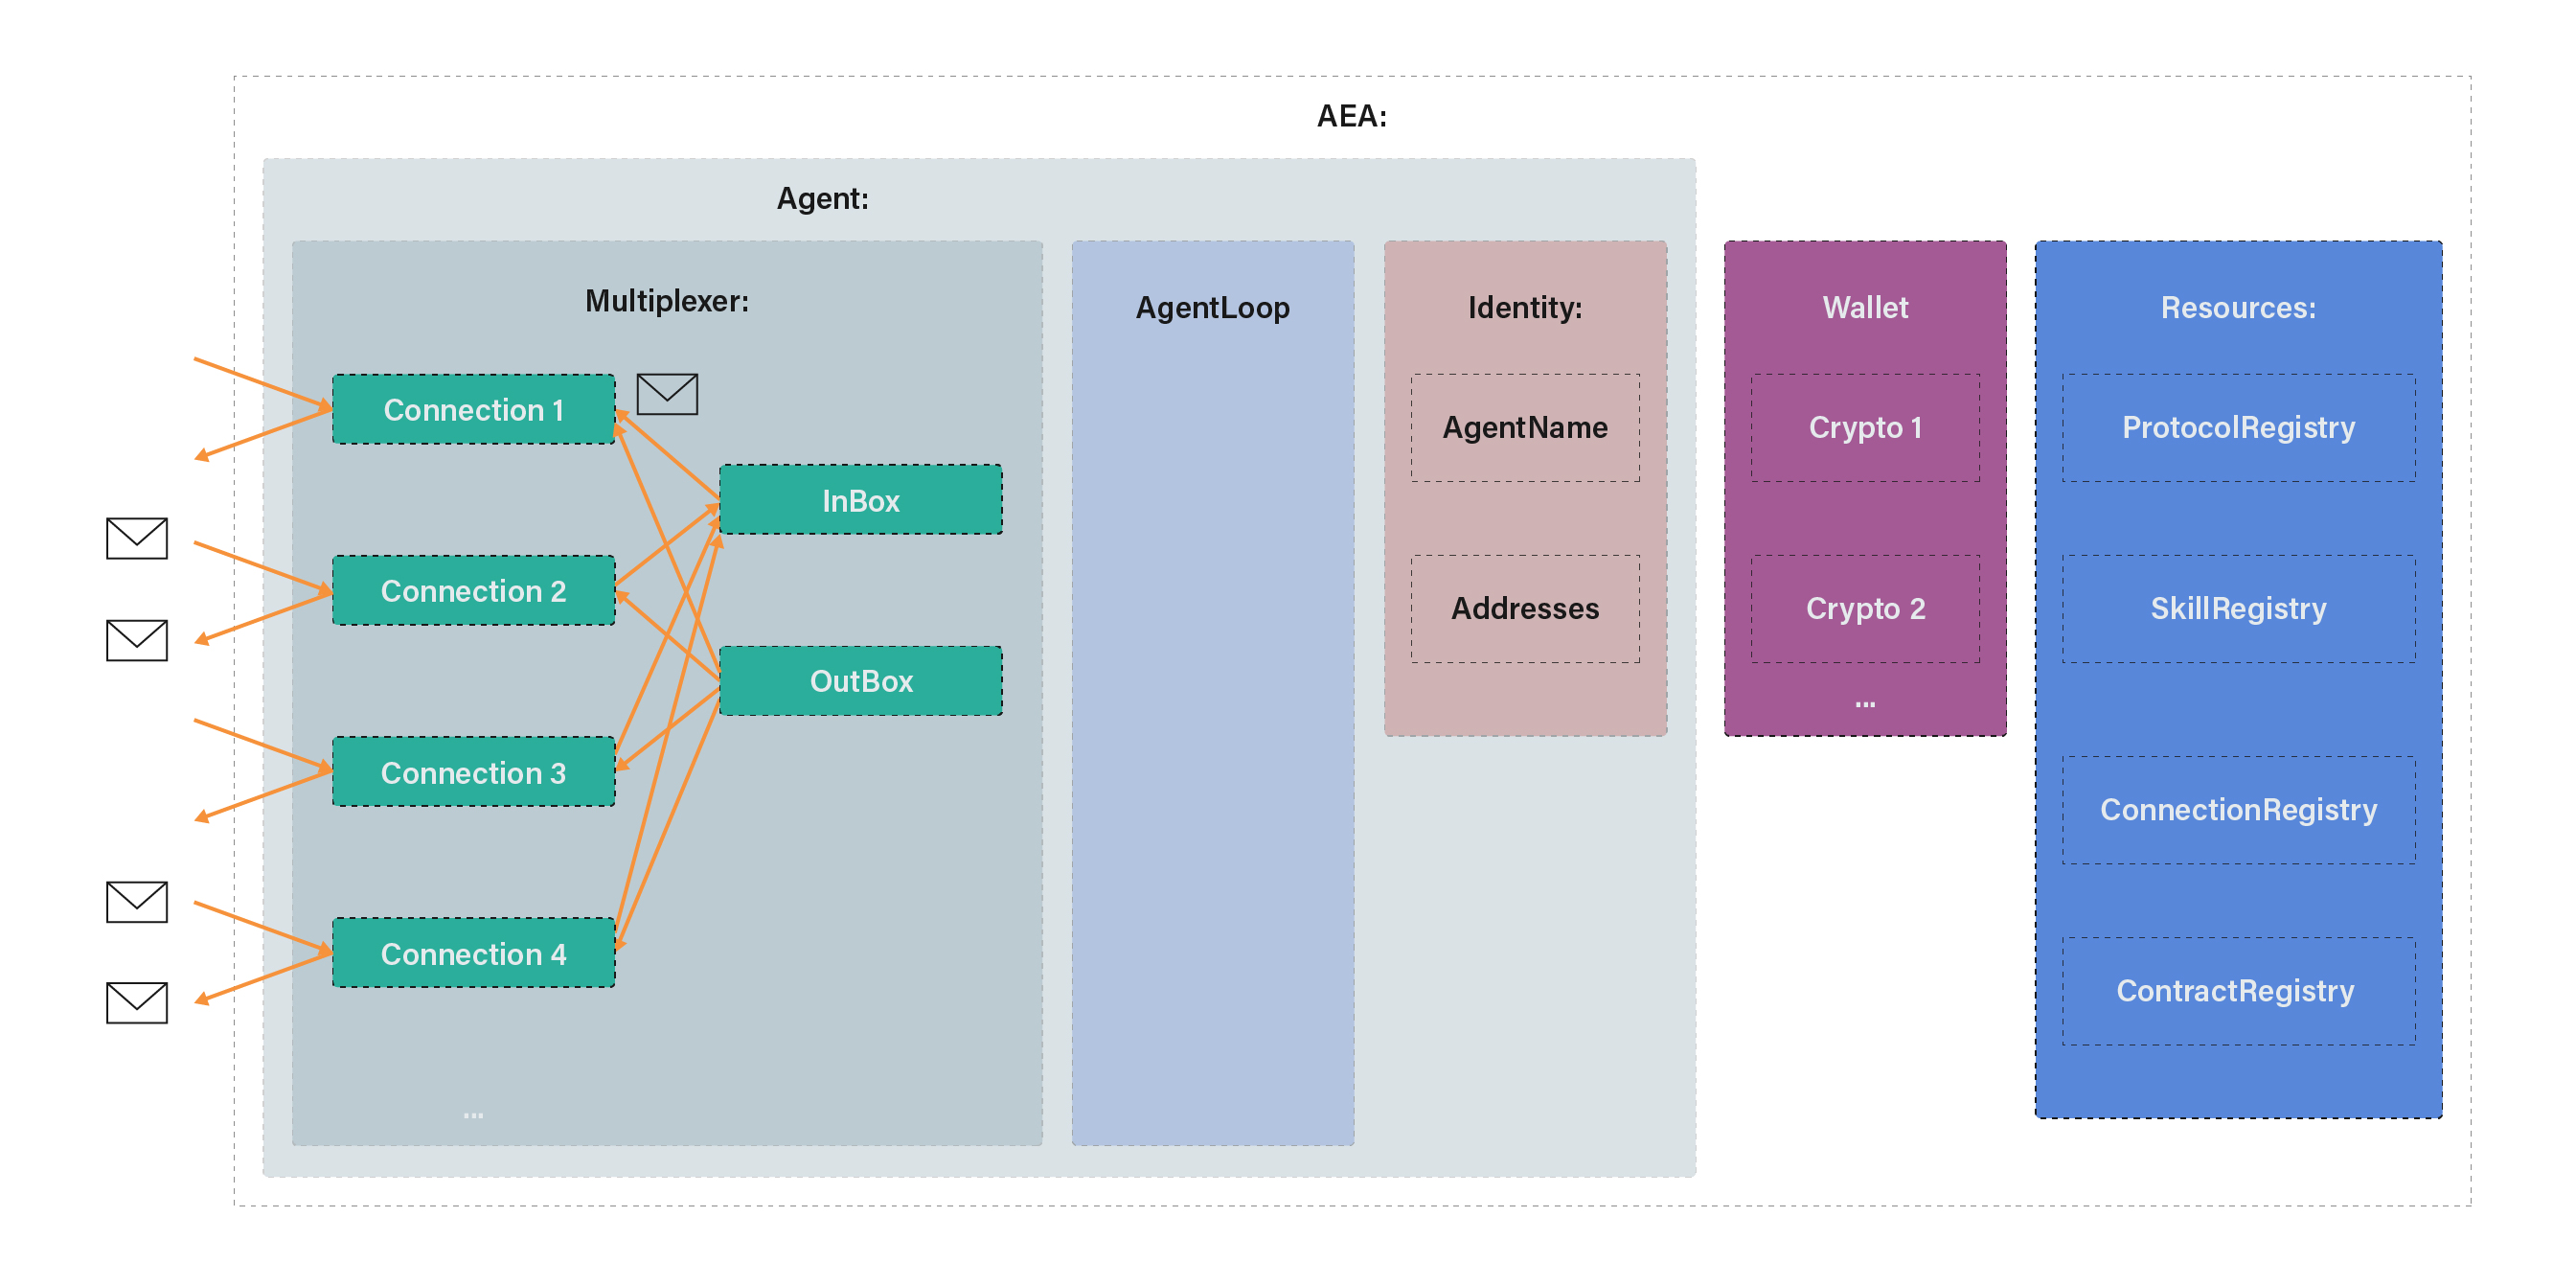 AEA:
Agent:
Multiplexer:
Connection 1
Connection 2
Connection 3
Connection 4
...
InBox
OutBox
AgentLoop
Identity:
AgentName
Addresses
Wallet
Crypto 1
Crypto 2
...
Resources:
ProtocolRegistry
SkillRegistry
ConnectionRegistry
ContractRegistry